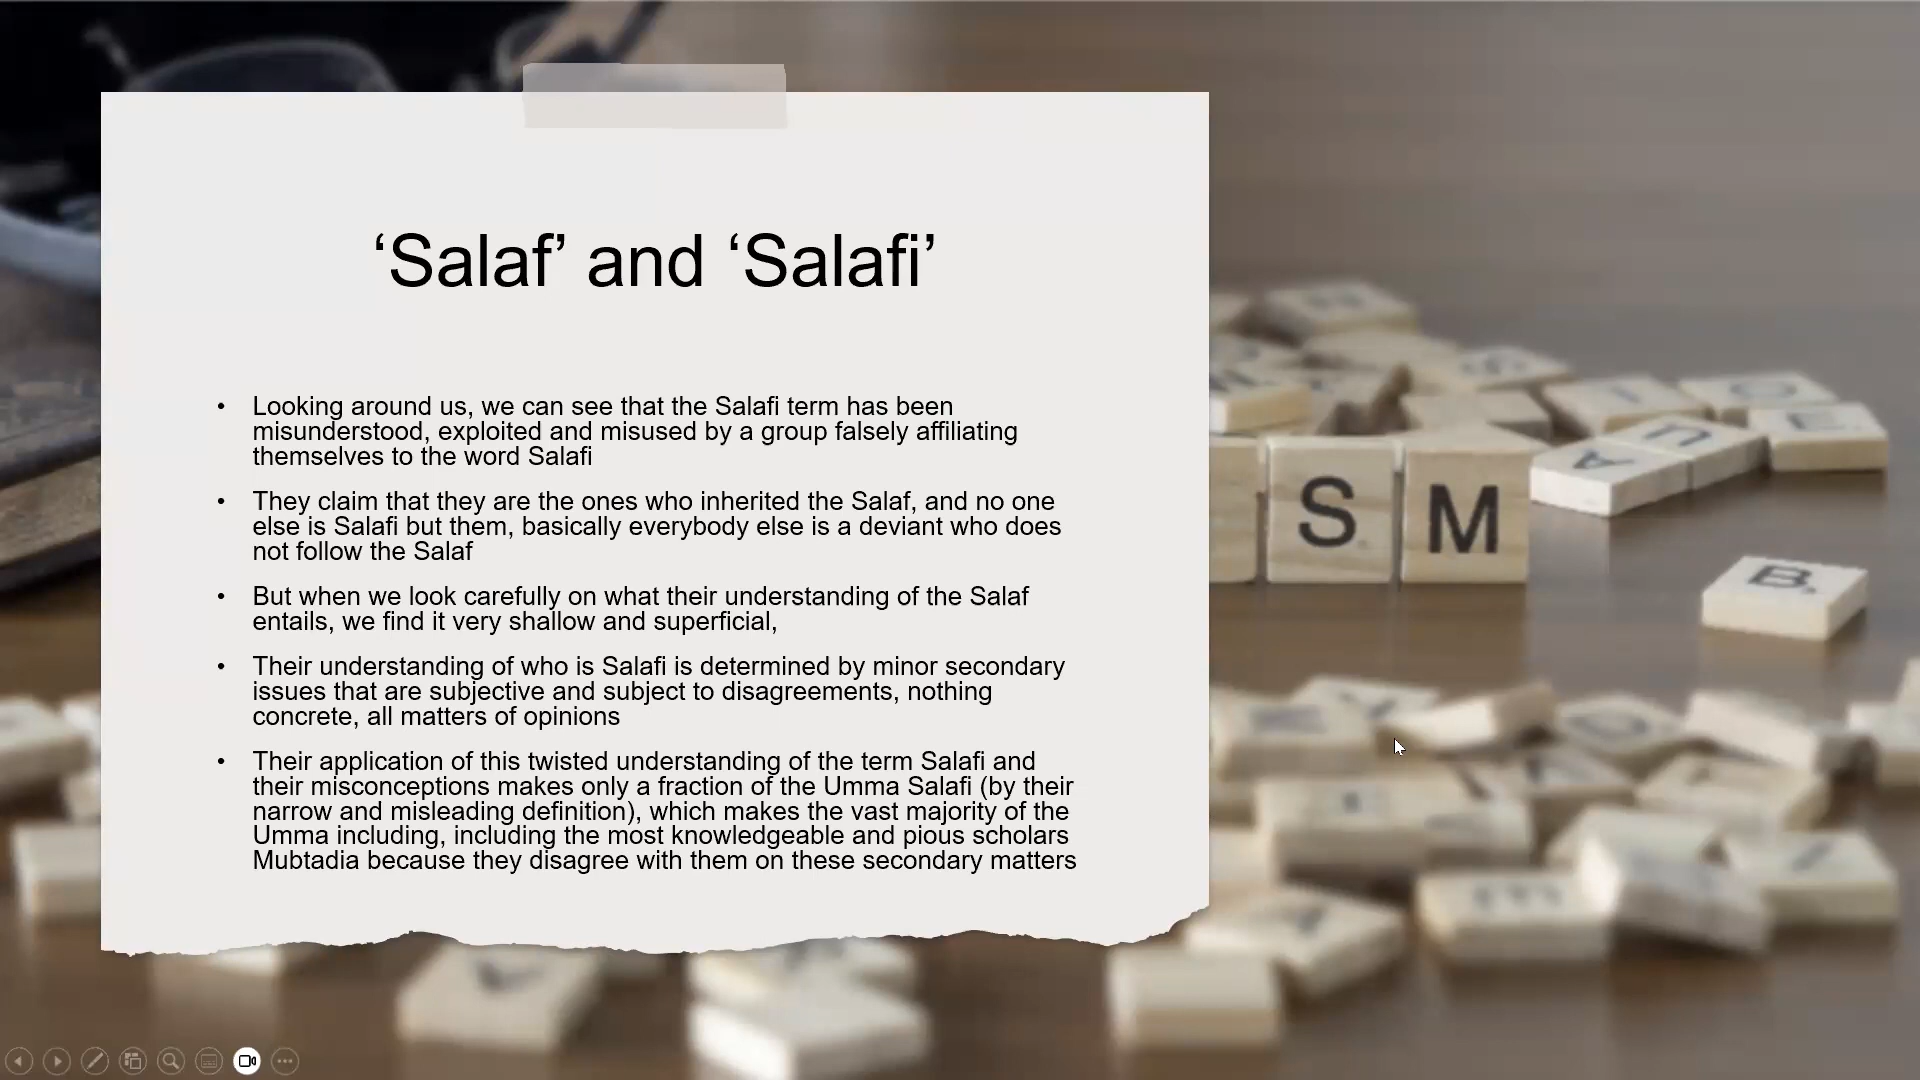 ‘Salaf’ and ‘Salafi’
• Looking around us, we can see that the Salafi term has been
misunderstood, exploited and misused by a group falsely affiliating
themselves to the word Salafi
• They claim that they are the ones who inherited the Salaf, and no one
else is Salafi but them, basically everybody else is a deviant who does
not follow the Salaf
• But when we look carefully on what their understanding of the Salaf
entails, we find it very shallow and superficial,
• Their understanding of who is Salafi is determined by minor secondary
issues that are subjective and subject to disagreements, nothing
concrete, all matters of opinions
• Their application of this twisted understanding of the term Salafi and
their misconceptions makes only a fraction of the Umma Salafi (by their
narrow and misleading definition), which makes the vast majority of the
Umma including, including the most knowledgeable and pious scholars
Mubtadia because they disagree with them on these secondary matters
S M
A U
B